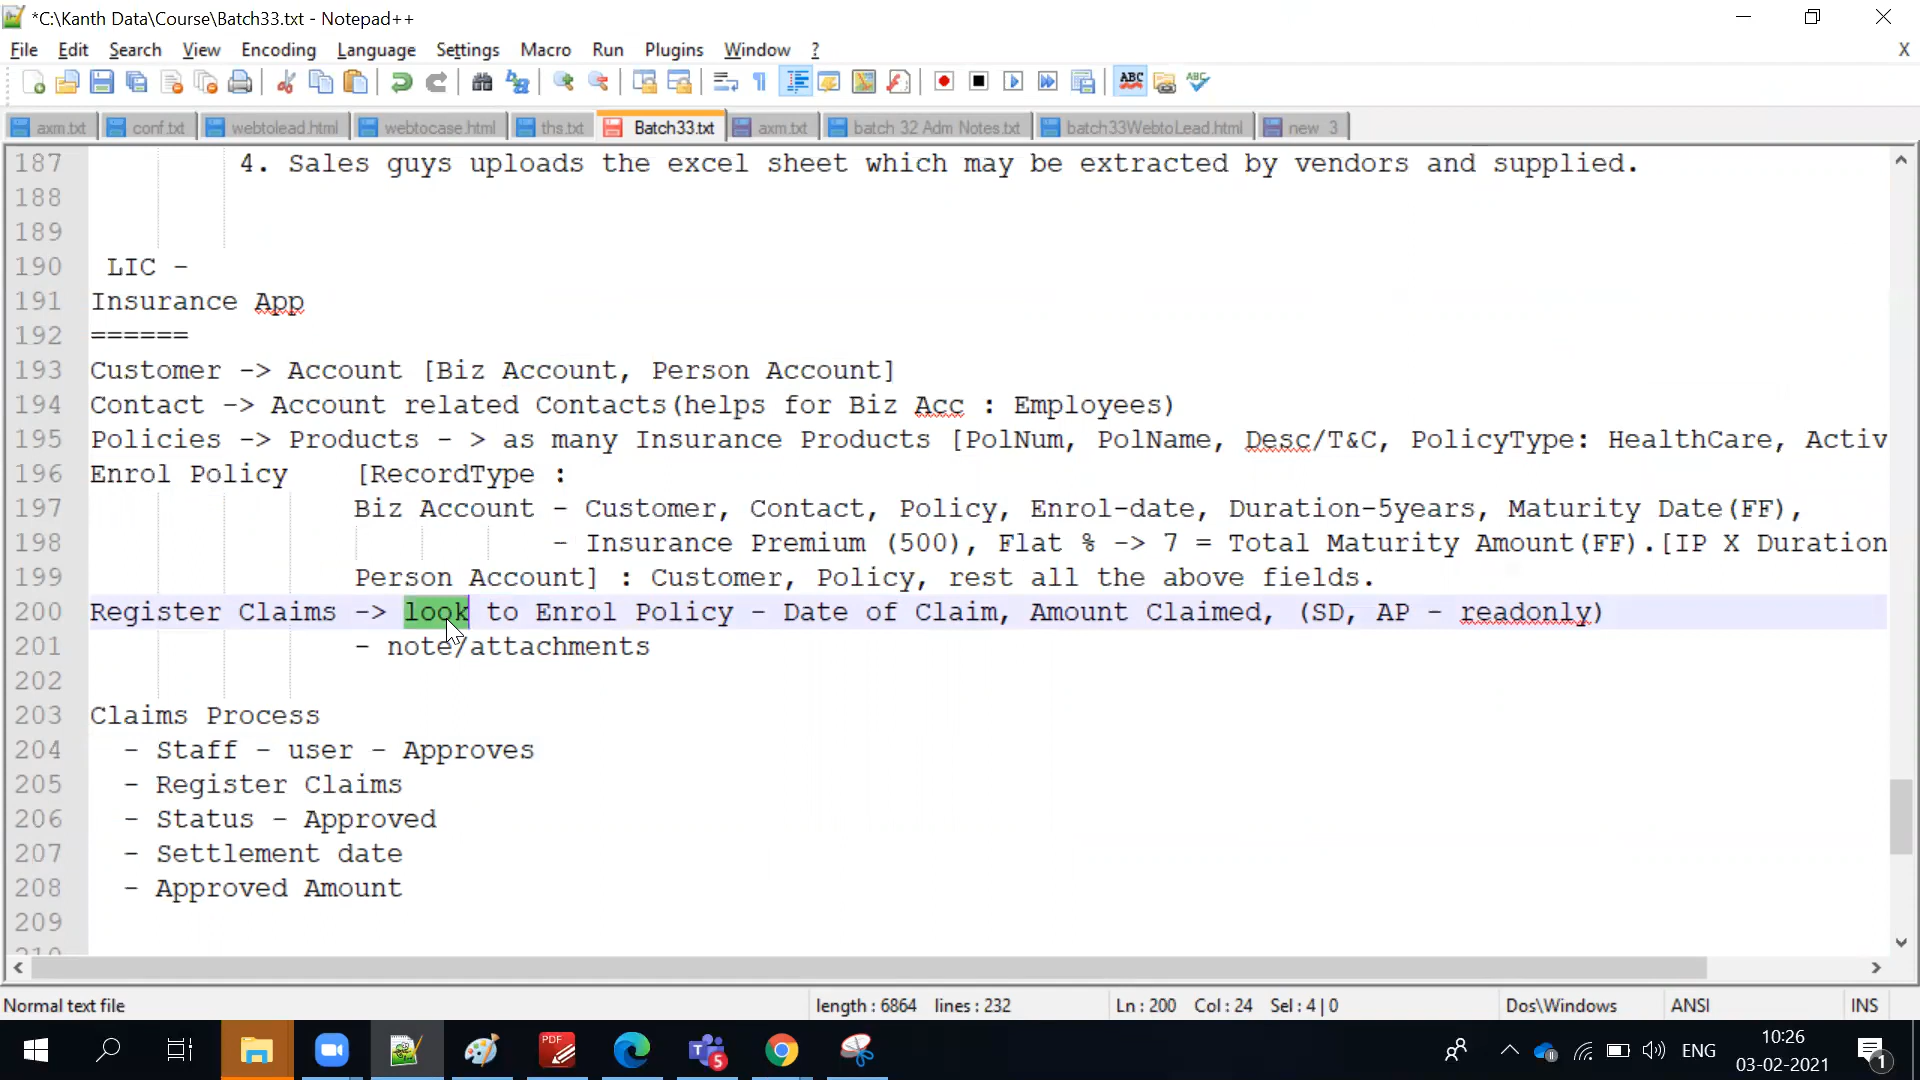 *C:\Kanth Data\Course\Batch33.txt - Notepad++
File Edit Search View Encoding Language Settings Macro Run Plugins Window ? X
ABC ABC
axm.txt conf.txt webtolead.html webtocase.html ths.txt Batch33.txt axm.txt batch 32 Adm Notes.txt batch33WebtoLead.html new 3
187 4. Sales guys uploads the excel sheet which may be extracted by vendors and supplied.
188
189
190 LIC -
191 Insurance App
192 ======
193 Customer -> Account [Biz Account, Person Account]
194 Contact -> Account related Contacts(helps for Biz Acc : Employees)
195 Policies -> Products - > as many Insurance Products [PolNum, PolName, Desc/T&C, PolicyType: HealthCare, Activ
196 Enrol Policy [RecordType :
197 Biz Account - Customer, Contact, Policy, Enrol-date, Duration-5years, Maturity Date(FF),
198 - Insurance Premium (500), Flat % -> 7 = Total Maturity Amount(FF).[IP X Duration
199 Person Account] : Customer, Policy, rest all the above fields.
200 Register Claims -> look to Enrol Policy - Date of Claim, Amount Claimed, (SD, AP - readonly)
201 - note/attachments
202
203 Claims Process
204 - Staff - user - Approves
205 - Register Claims
206 - Status - Approved
207 - Settlement date
208 - Approved Amount
209
210
Normal text file length : 6864 lines : 232 Ln : 200 Col : 24 Sel : 4 | 0 Dos\Windows ANSI INS
PDF 5 ENG 10:26 1
03-02-2021